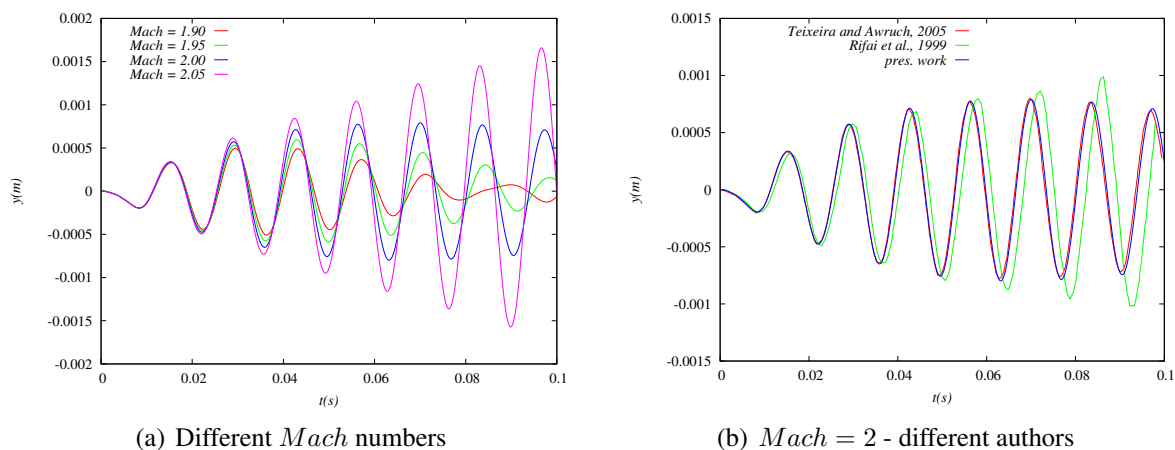 0.002
0.0015
0.001
0.0005
0
-0.0005
-0.001
-0.0015
-0.002
y(m)
Mach = 1.90
Mach = 1.95
Mach = 2.00
Mach = 2.05
0 0.02 0.04 0.06 0.08 0.1
t(s)
(a) Different Mach numbers
0.0015
0.001
0.0005
0
-0.0005
-0.001
-0.0015
y(m)
Teixeira and Awruch, 2005
Rifai et al., 1999
pres. work
0 0.02 0.04 0.06 0.08 0.1
t(s)
(b) Mach = 2 - different authors